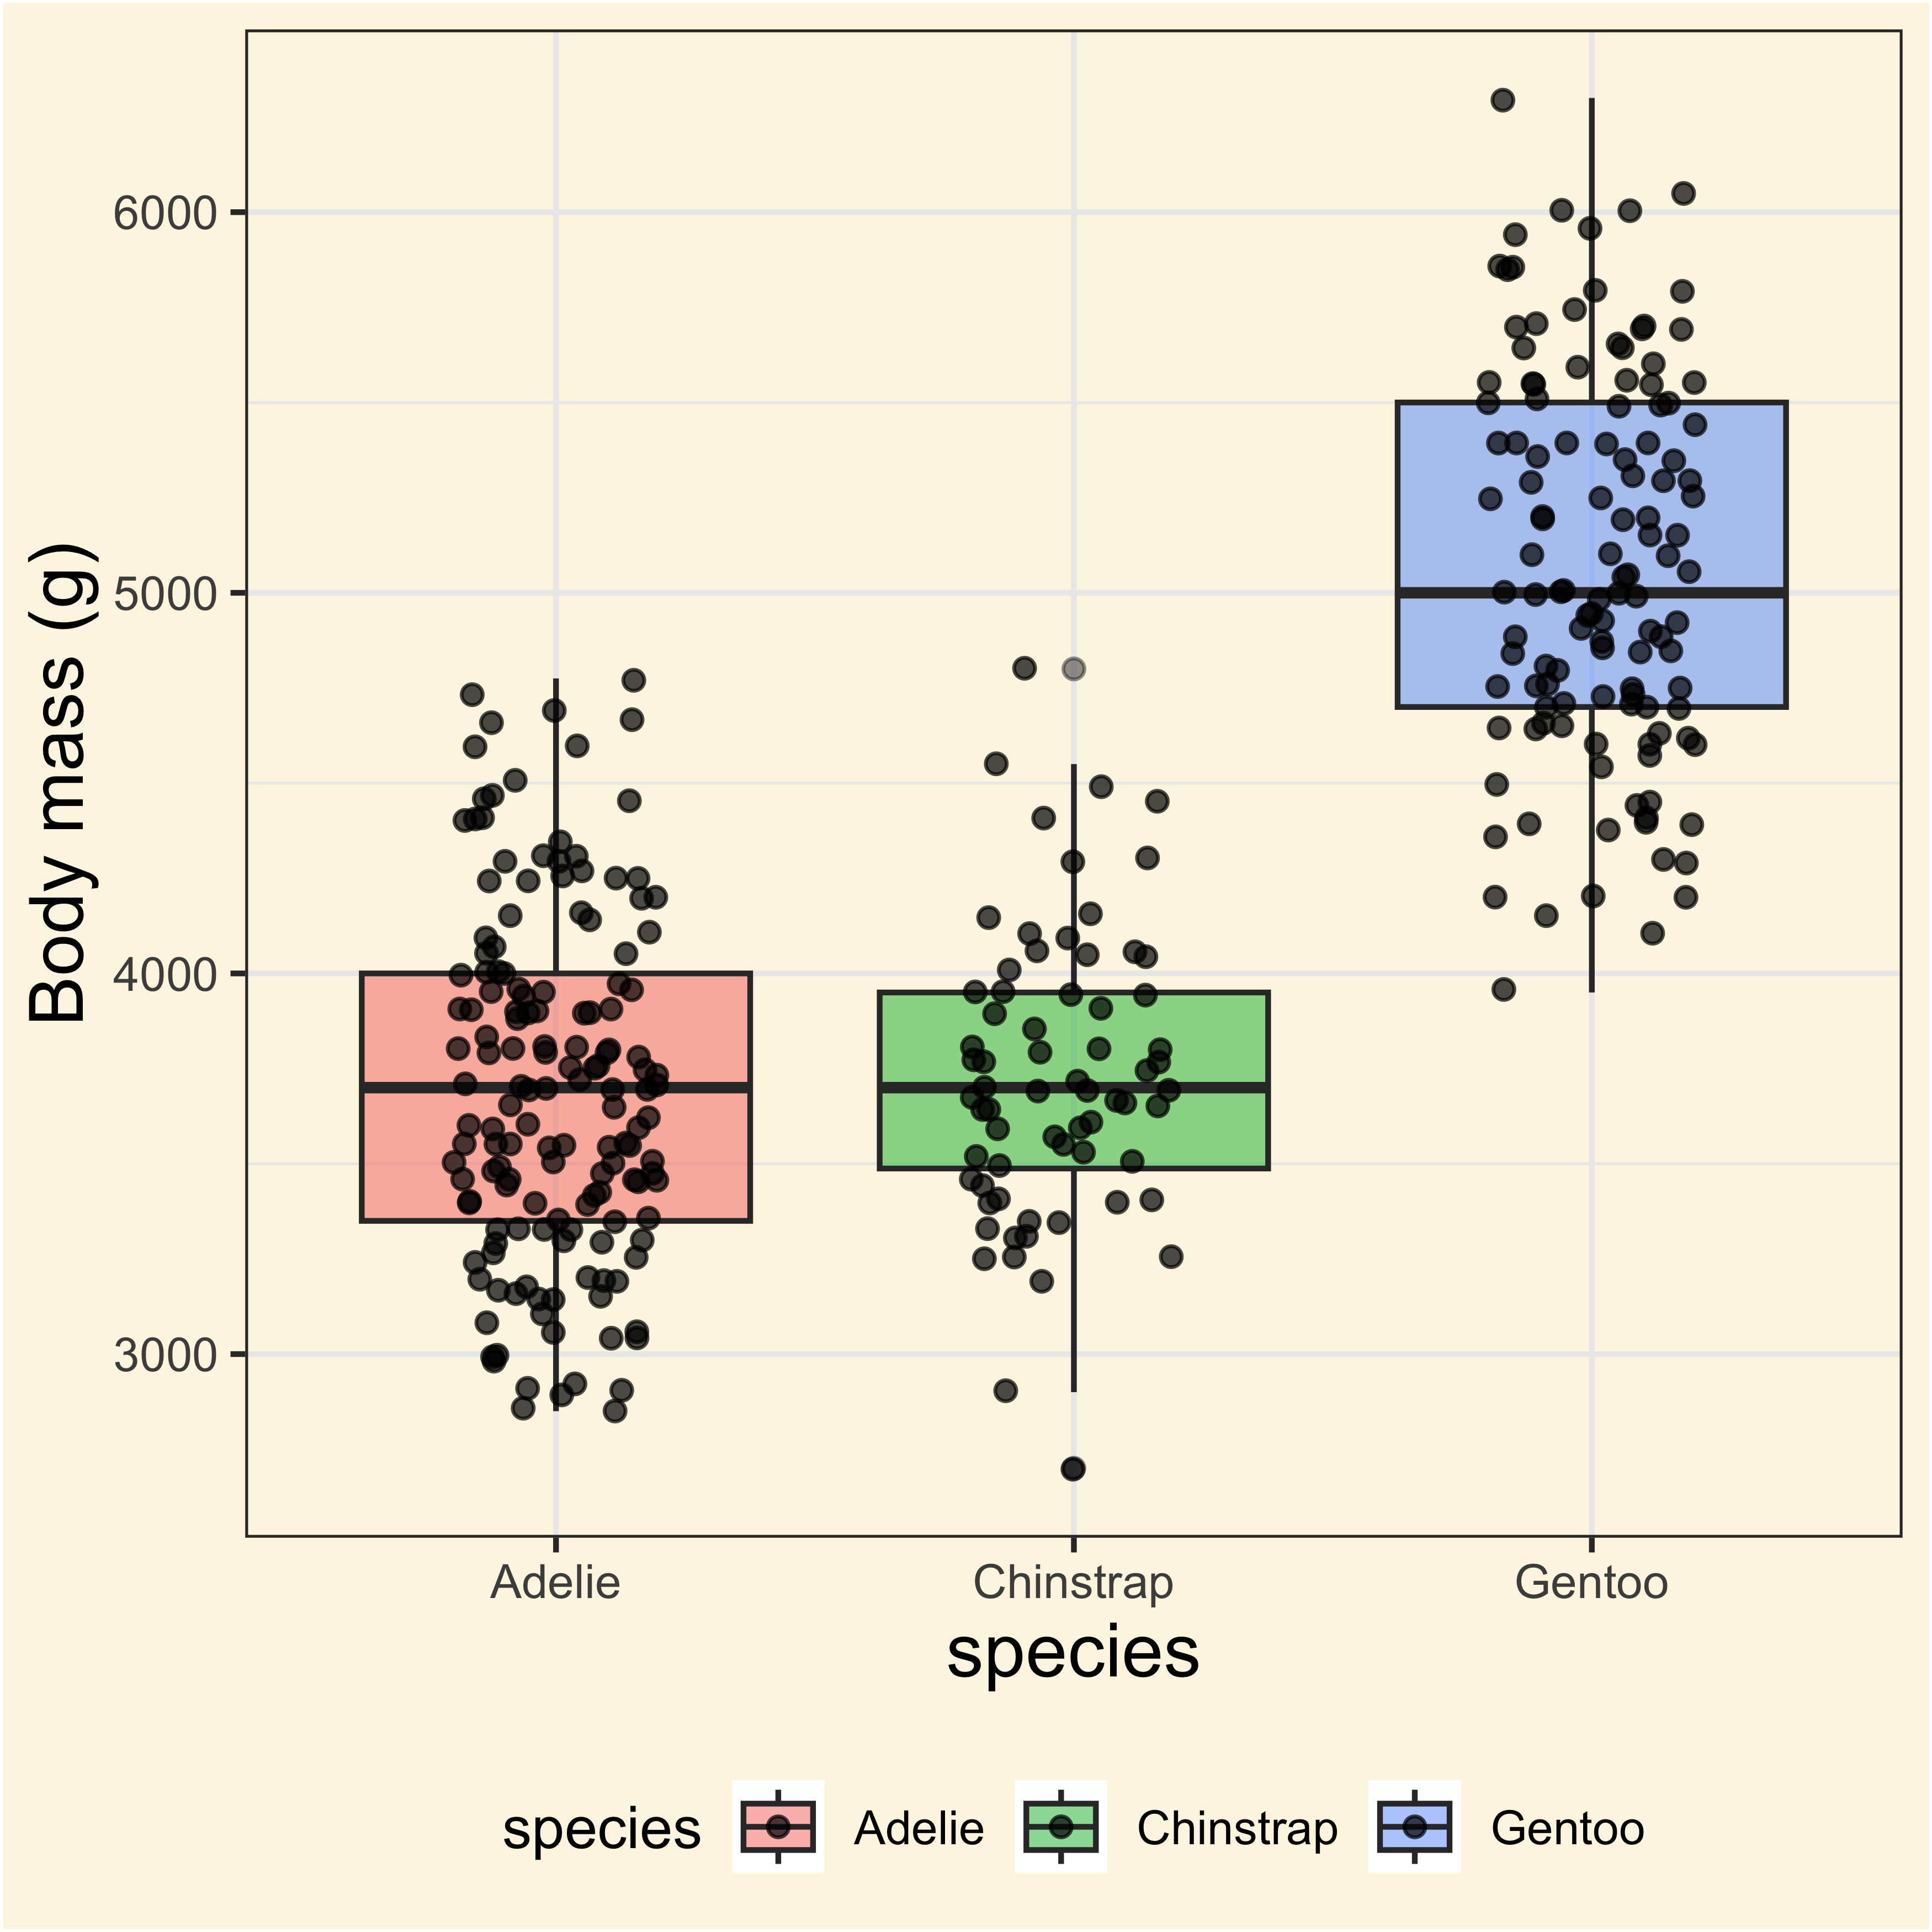 Body mass (g)
6000
5000
4000
3000
Adelie Chinstrap Gentoo
species
species Adelie Chinstrap Gentoo